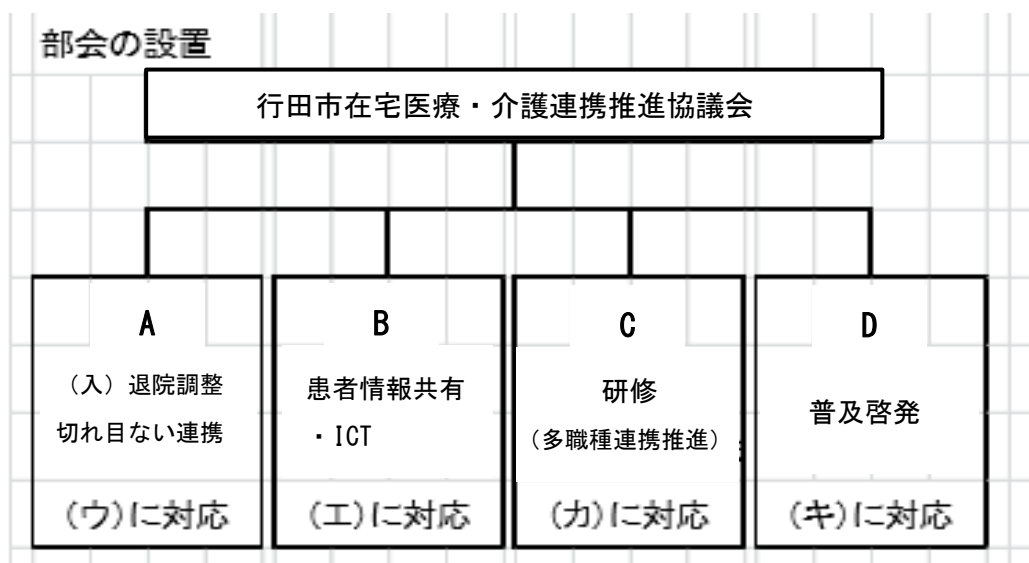 部会の設置
行田市在宅医療・介護連携推進協議会
A
(入)退院調整
切れ目ない連携
(ウ)に対応
B
患者情報共有
・ICT
(エ)に対応
C
研修
(多職種連携推進)
(カ)に対応
D
普及啓発
(キ)に対応